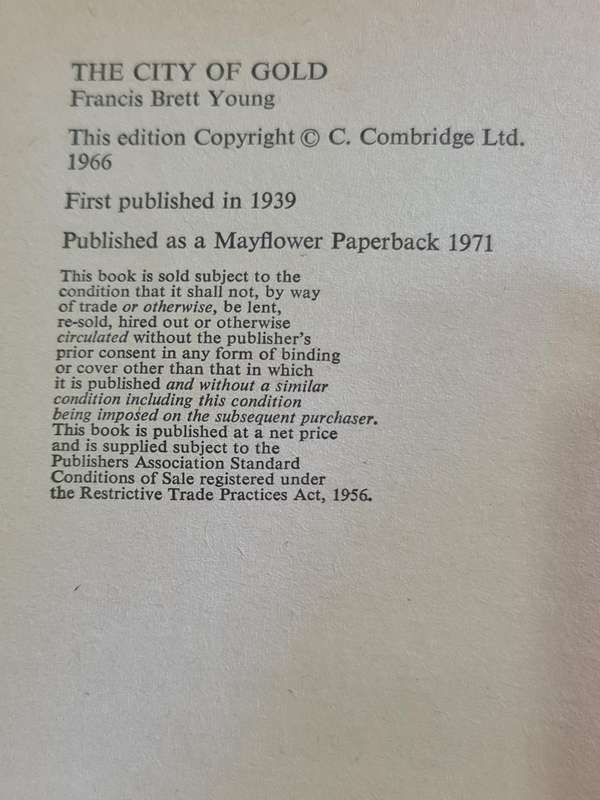 THE CITY OF GOLD
Francis Brett Young
This edition Copyright © C. Combridge Ltd.
1966
First published in 1939
Published as a Mayflower Paperback 1971
This book is sold subject to the
condition that it shall not, by way
of trade or otherwise, be lent,
re-sold, hired out or otherwise
circulated without the publisher's
prior consent in any form of binding
or cover other than that in which
it is published and without a similar
condition including this condition
being imposed on the subsequent purchaser.
This book is published at a net price
and is supplied subject to the
Publishers Association Standard
Conditions of Sale registered under
the Restrictive Trade Practices Act, 1956.